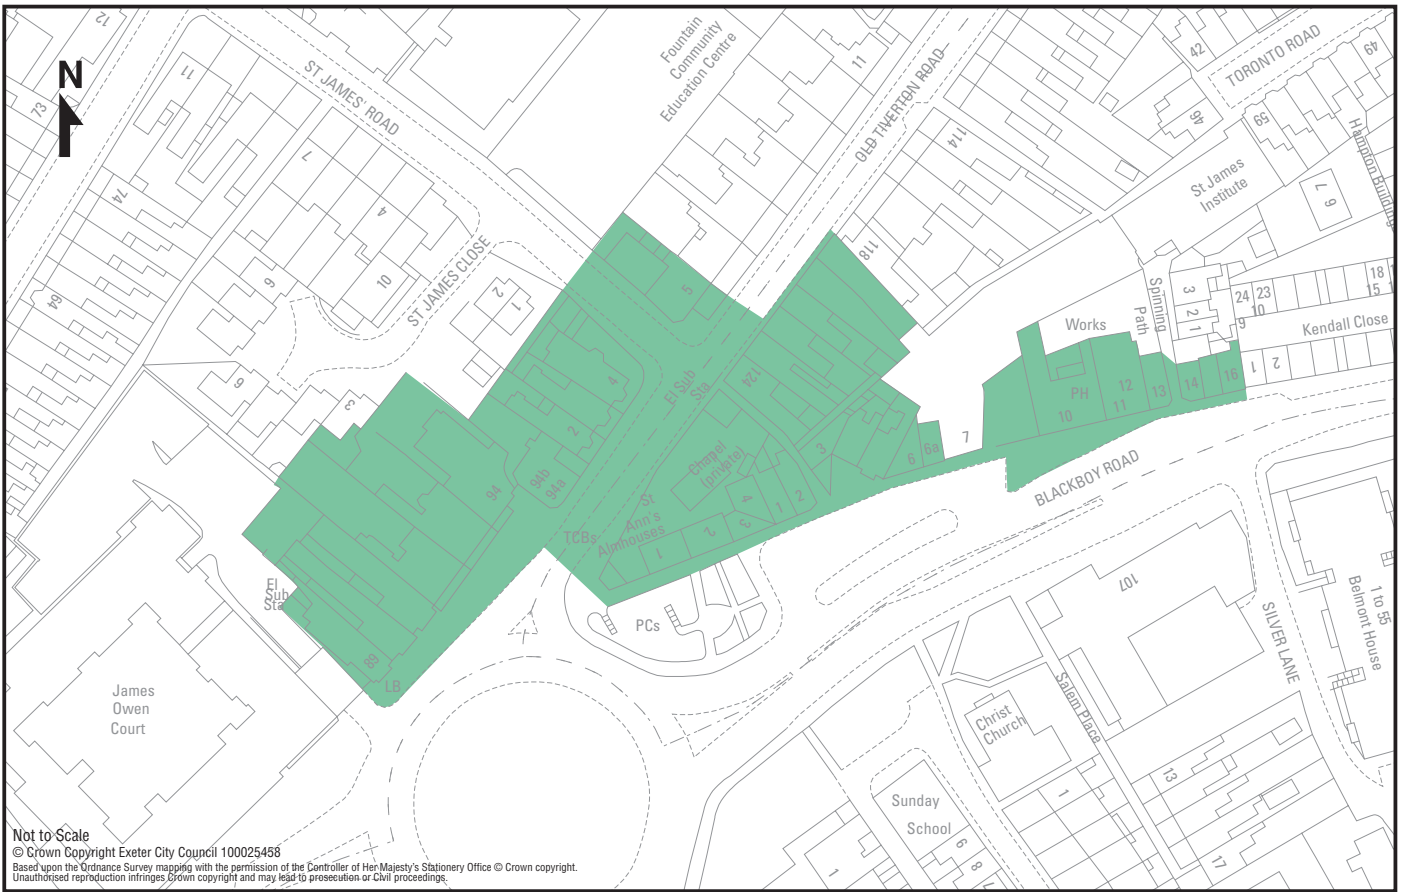 12
11
73
N
ST JAMES' ROAD
Fountain
Community
Education Centre
11
OLD TIVERTON ROAD
42
TORONTO ROAD
49
46
59
114
Hampton Buildings
St James
Institute
7 9
74
7
4
118
ST JAMES CLOSE
10
9
64
2
1
5
Spinning
Path
3
2
1
24
23
10
9
18
15
1
Works
Kendall Close
4
El Sub
Sta
124
PH
12
11
10
13
14
16
1
2
9
3
2
94b
94a
94
Chapel
(private)
3
6
6a
7
BLACKBOY ROAD
TCBs
St
Ann's
Almhouses
1
2
3
4
1
2
El
Sub
Sta
PCs
107
SILVER LANE
1 to 55
Belmont House
89
LB
James
Owen
Court
Christ
Church
Salem Place
13
1
Sunday
School
6
8
7
1
17
Not to Scale
© Crown Copyright Exeter City Council 100025458
Based upon the Ordnance Survey mapping with the permission of the Controller of Her Majesty's Stationery Office © Crown copyright.
Unauthorised reproduction infringes Crown copyright and may lead to prosecution or Civil proceedings.